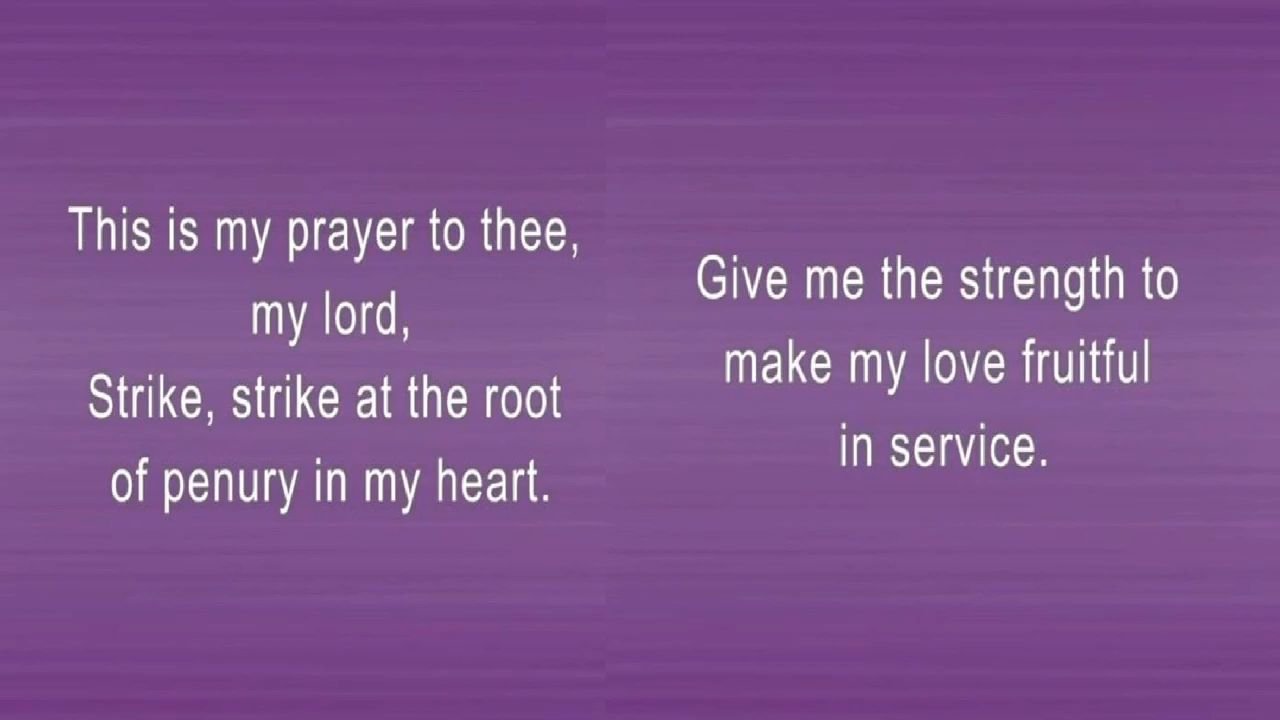 This is my prayer to thee,
my lord,
Strike, strike at the root
of penury in my heart.
Give me the strength to
make my love fruitful
in service.